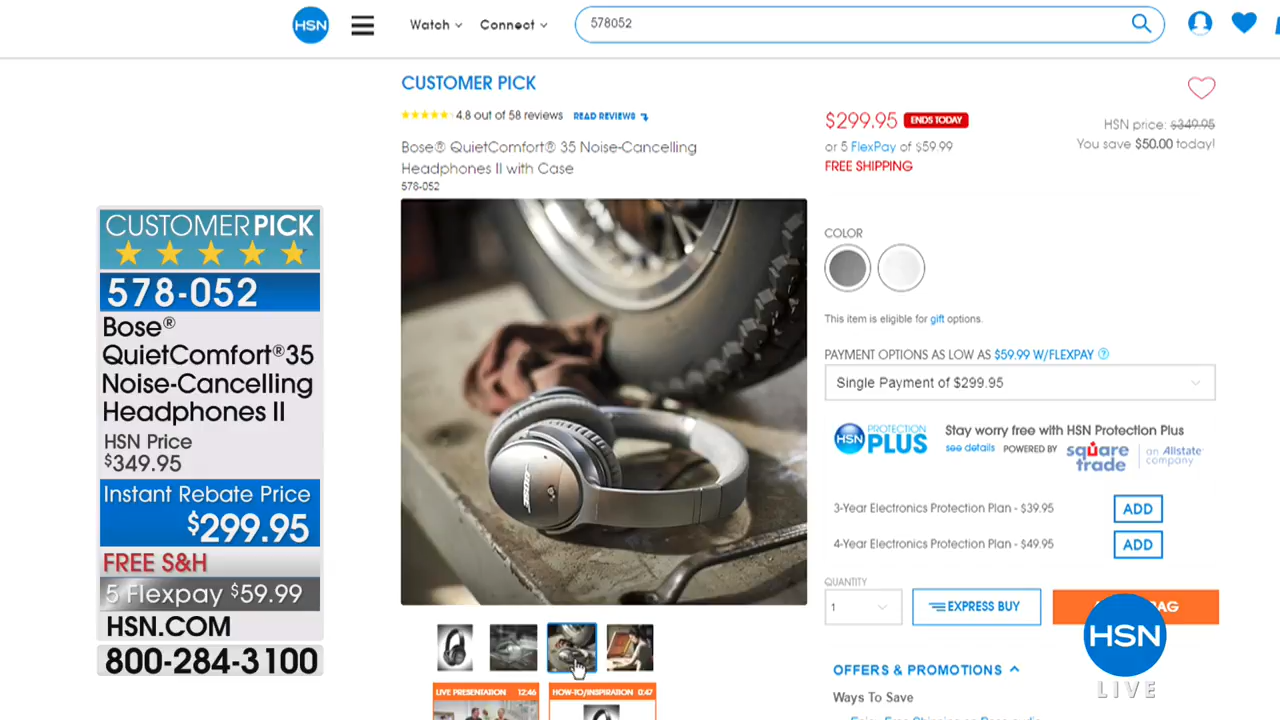 HSN
Watch
Connect
578052
CUSTOMER PICK
4.8 out of 58 reviews READ REVIEWS
Bose® QuietComfort® 35 Noise-Cancelling
Headphones II with Case
578-052
$299.95 ENDS TODAY
or 5 FlexPay of $59.99
FREE SHIPPING
HSN price: $349.95
You save $50.00 today!
CUSTOMER PICK
578-052
Bose®
QuietComfort®35
Noise-Cancelling
Headphones II
HSN Price
$349.95
Instant Rebate Price
$299.95
FREE S&H
5 Flexpay $59.99
HSN.COM
800-284-3100
BOSE
COLOR
This item is eligible for gift options.
PAYMENT OPTIONS AS LOW AS $59.99 W/FLEXPAY ?
Single Payment of $299.95
HSN PROTECTION PLUS
Stay worry free with HSN Protection Plus
see details POWERED BY square trade an Allstate company
3-Year Electronics Protection Plan - $39.95 ADD
4-Year Electronics Protection Plan - $49.95 ADD
QUANTITY
1
EXPRESS BUY
AG
HSN
LIVE
OFFERS & PROMOTIONS
Ways To Save
LIVE PRESENTATION 12:46
HOW-TO/INSPIRATION 0:47